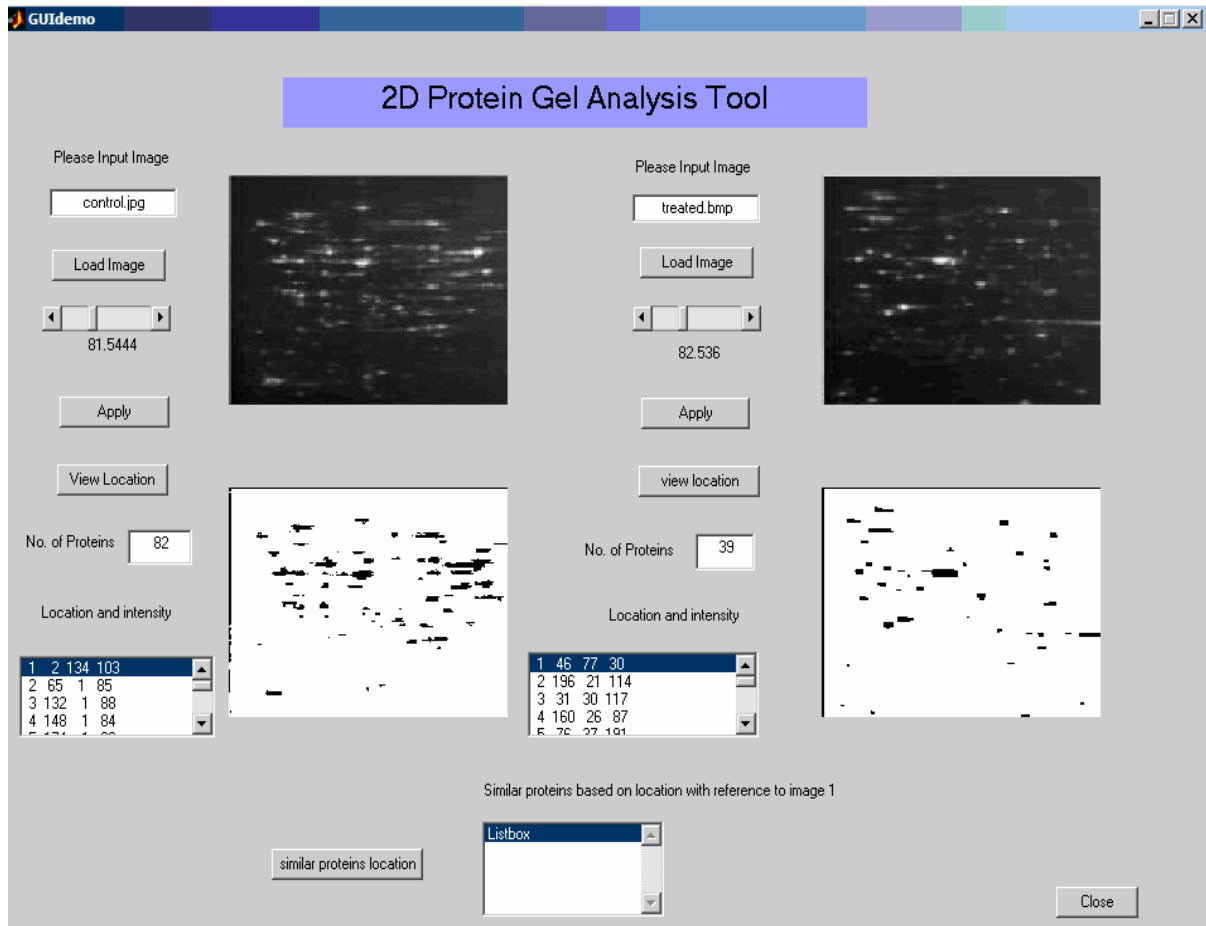 GUIdemo
2D Protein Gel Analysis Tool
Please Input Image
control.jpg
Load Image
81.5444
Apply
View Location
No. of Proteins 82
Location and intensity
1 2 134 103
2 65 1 85
3 132 1 88
4 148 1 84
Please Input Image
treated.bmp
Load Image
82.536
Apply
view location
No. of Proteins 39
Location and intensity
1 46 77 30
2 196 21 114
3 31 30 117
4 160 26 87
5 76 37 191
Similar proteins based on location with reference to image 1
Listbox
similar proteins location
Close